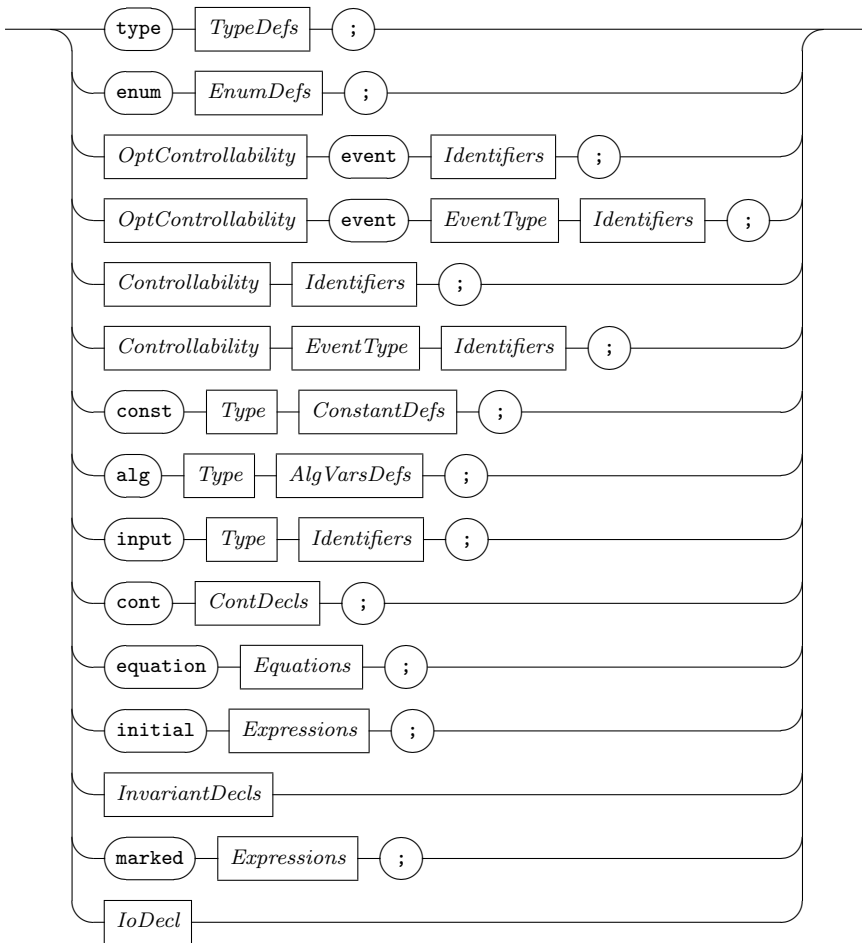 type TypeDefs ;
enum EnumDefs ;
OptControllability event Identifiers ;
OptControllability event EventType Identifiers ;
Controllability Identifiers ;
Controllability EventType Identifiers ;
const Type ConstantDefs ;
alg Type AlgVarsDefs ;
input Type Identifiers ;
cont ContDecls ;
equation Equations ;
initial Expressions ;
InvariantDecls
marked Expressions ;
IoDecl